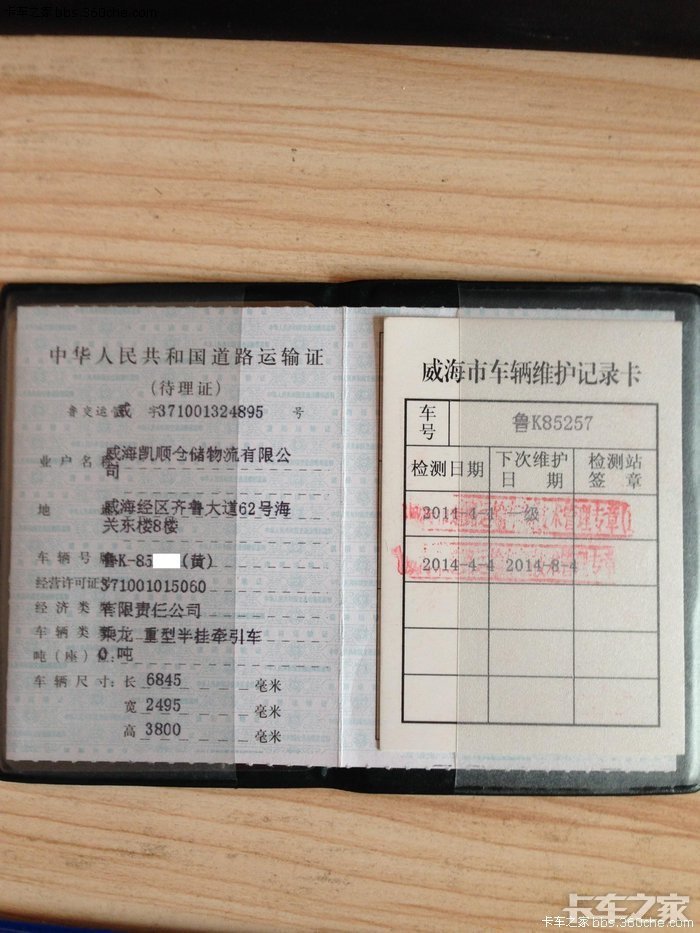 卡车之家 bbs.360che.com
中华人民共和国道路运输证
(待理证)
鲁交运管 威 字371001324895 号
业户名称 威海凯顺仓储物流有限公
司
地 威海经区齐鲁大道62号海
关东楼8楼
车辆号牌 鲁K-85 (黄)
经营许可证 371001015060
经济类 有限责任公司
车辆类 乘龙 重型半挂牵引车
吨(座) 0 吨
车辆尺寸: 长 6845 毫米
宽 2495 毫米
高 3800 毫米
威海市车辆维护记录卡
车号 鲁K85257
检测日期 下次维护日期 检测站签章
2014-4-4 一级
2014-4-4 2014-8-4
卡车之家
卡车之家 bbs.360che.com